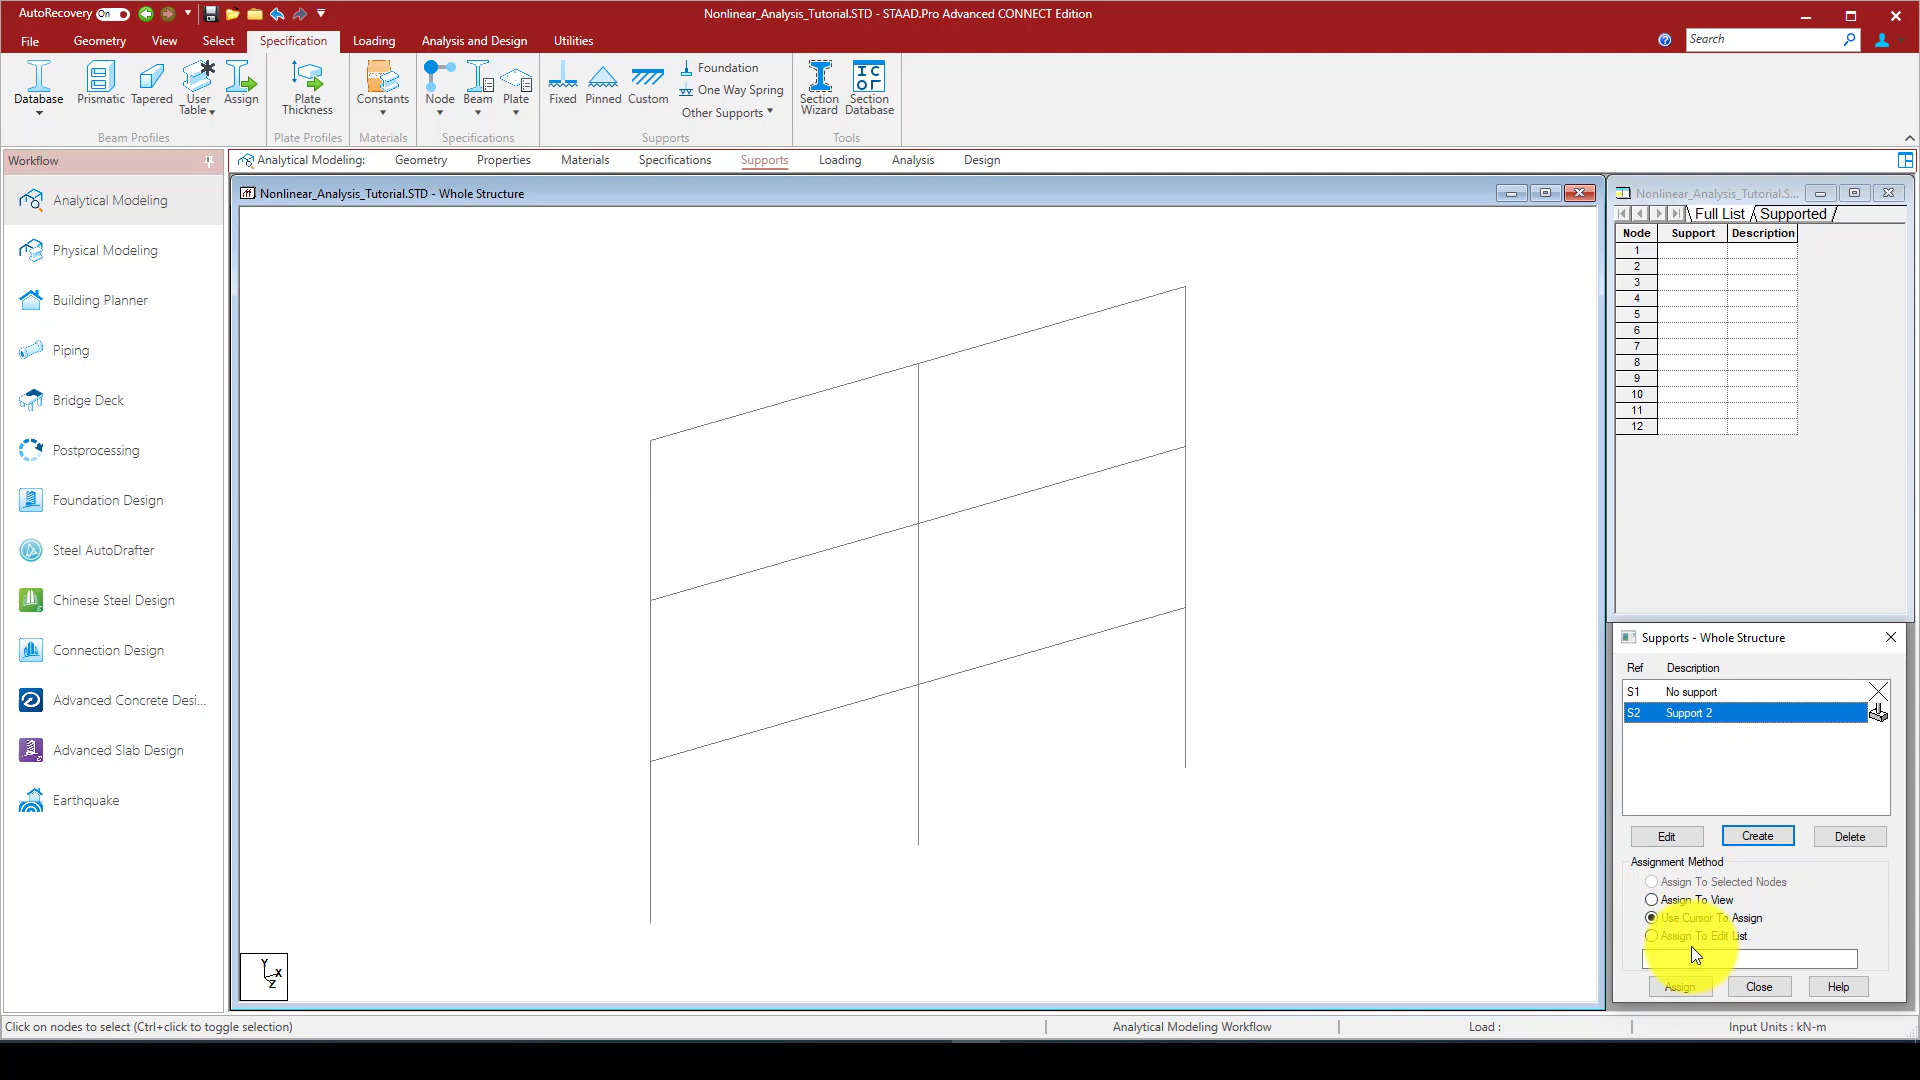 AutoRecovery On
Nonlinear_Analysis_Tutorial.STD - STAAD.Pro Advanced CONNECT Edition
File Geometry View Select Specification Loading Analysis and Design Utilities
Search
Database Prismatic Tapered User Table Assign
Beam Profiles
Plate Thickness
Plate Profiles
Constants
Materials
Node Beam Plate
Specifications
Fixed Pinned Custom
Foundation
One Way Spring
Other Supports
Supports
Section Wizard Section Database
Tools
Workflow
Analytical Modeling: Geometry Properties Materials Specifications Supports Loading Analysis Design
Analytical Modeling
Physical Modeling
Building Planner
Piping
Bridge Deck
Postprocessing
Foundation Design
Steel AutoDrafter
Chinese Steel Design
Connection Design
Advanced Concrete Desi...
Advanced Slab Design
Earthquake
Nonlinear_Analysis_Tutorial.STD - Whole Structure
Y
X
Z
Nonlinear_Analysis_Tutorial.S...
Full List Supported
Node Support Description
1
2
3
4
5
6
7
8
9
10
11
12
Supports - Whole Structure
Ref Description
S1 No support
S2 Support 2
Edit Create Delete
Assignment Method
Assign To Selected Nodes
Assign To View
Use Cursor To Assign
Assign To Edit List
Assign Close Help
Click on nodes to select (Ctrl+click to toggle selection)
Analytical Modeling Workflow
Load :
Input Units : kN-m